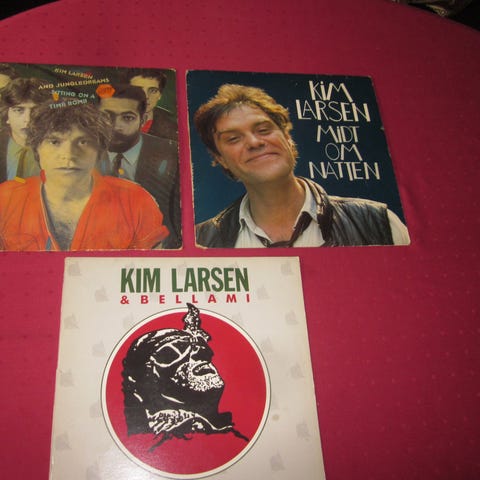 KIM LARSEN
AND JUNGLEDREAMS
SITTING ON A
TIME BOMB
KIM
LARSEN
MIDT
OM
NATTEN
KIM LARSEN
& BELLAMI